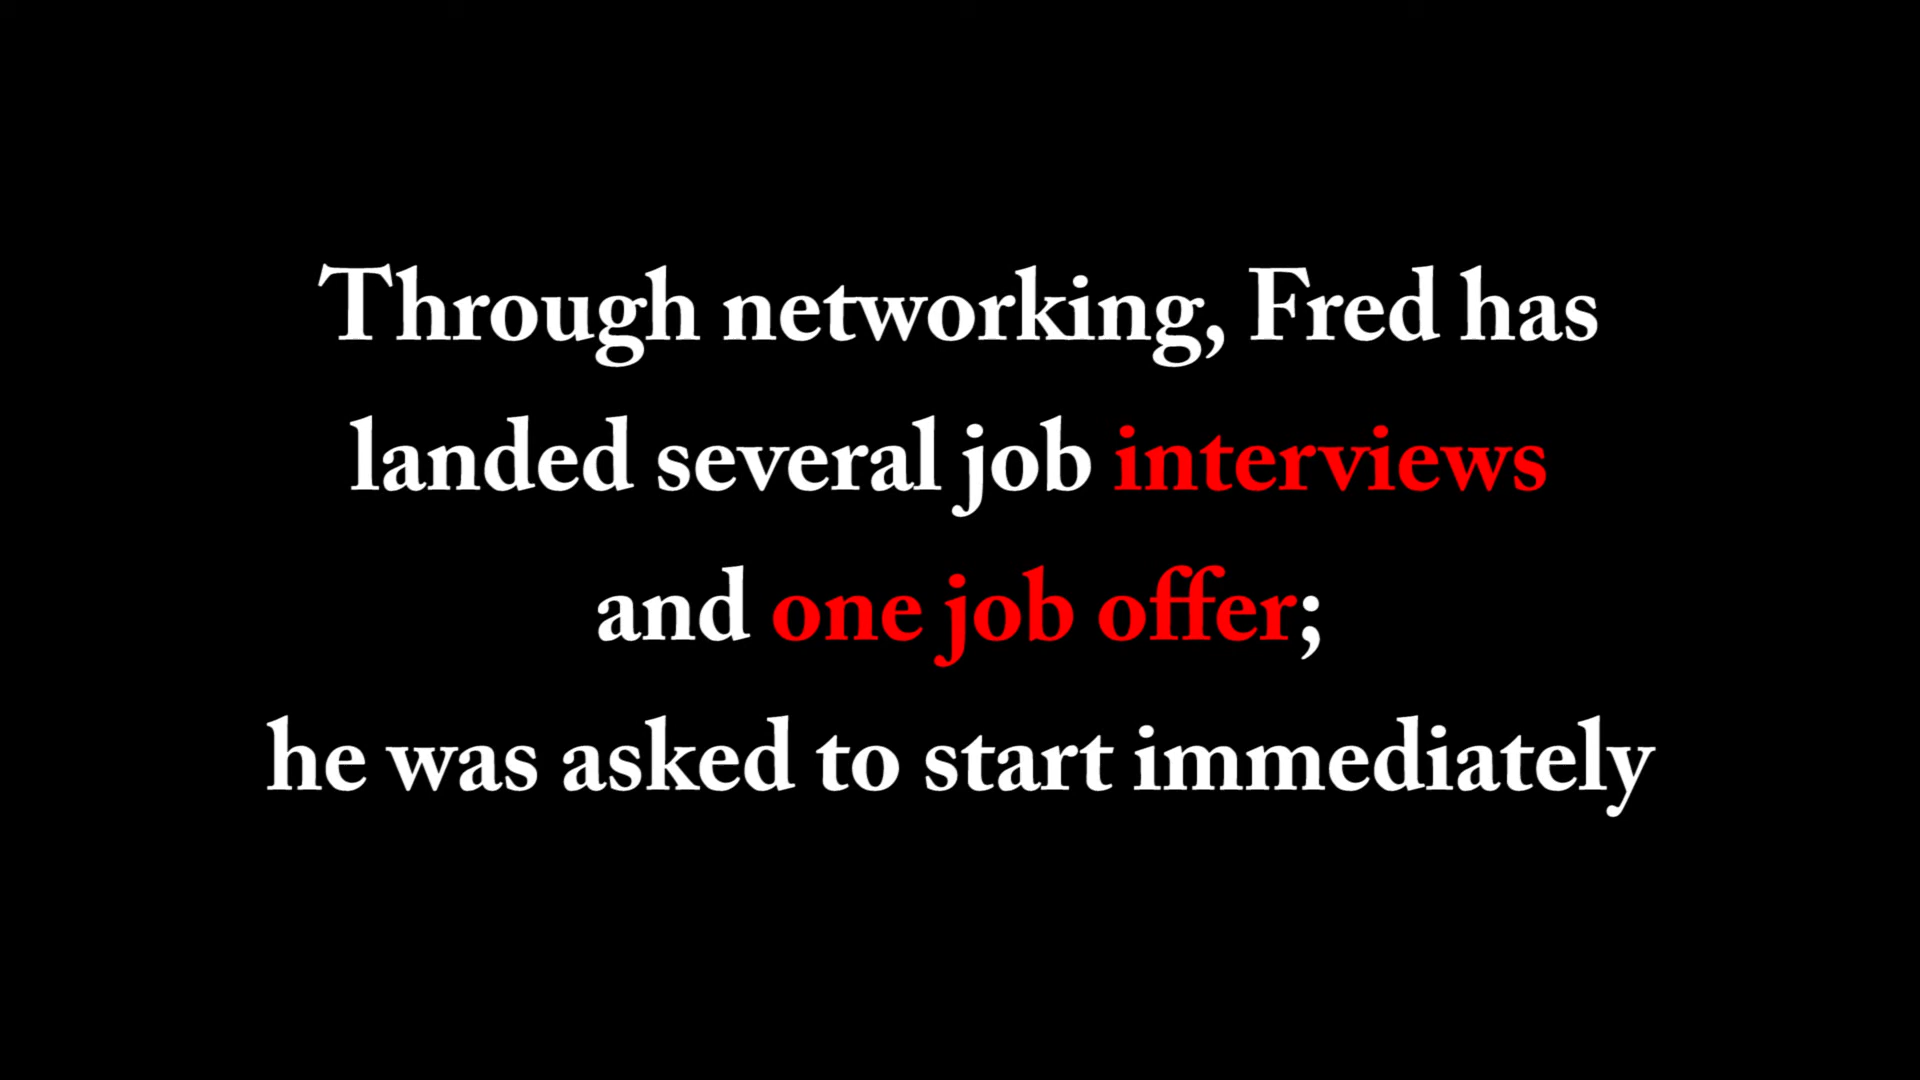 Through networking, Fred has
landed several job interviews
and one job offer;
he was asked to start immediately